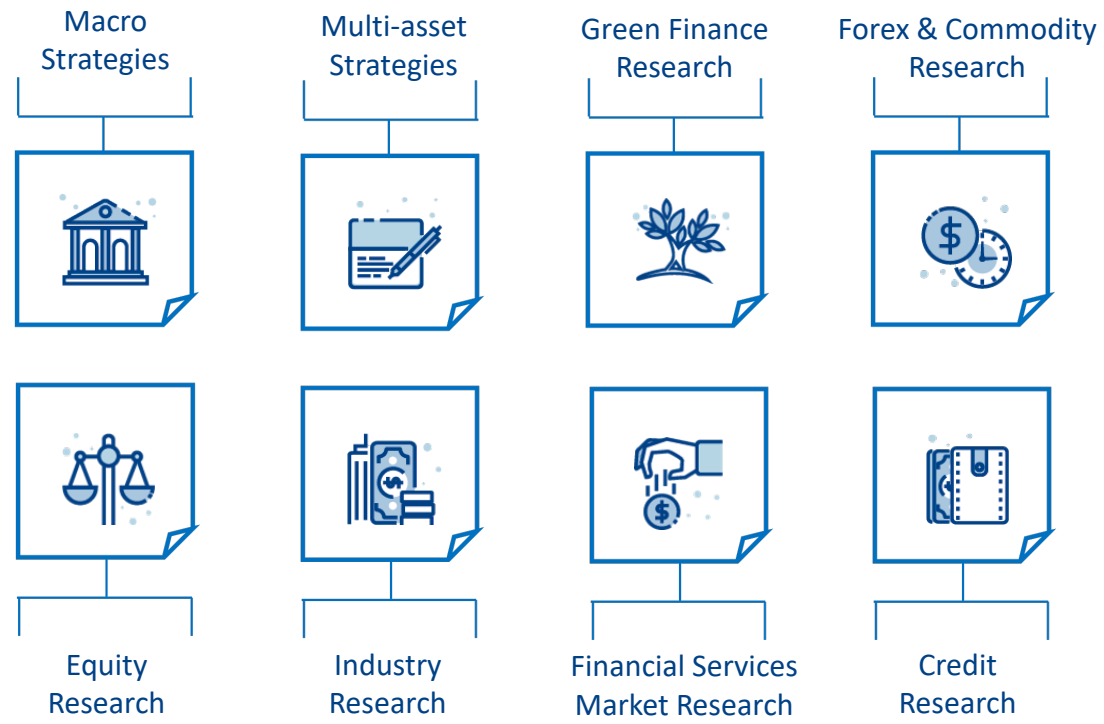 Macro
Strategies
Multi-asset
Strategies
Green Finance
Research
Forex & Commodity
Research
$
$
$
Equity
Research
Industry
Research
Financial Services
Market Research
Credit
Research